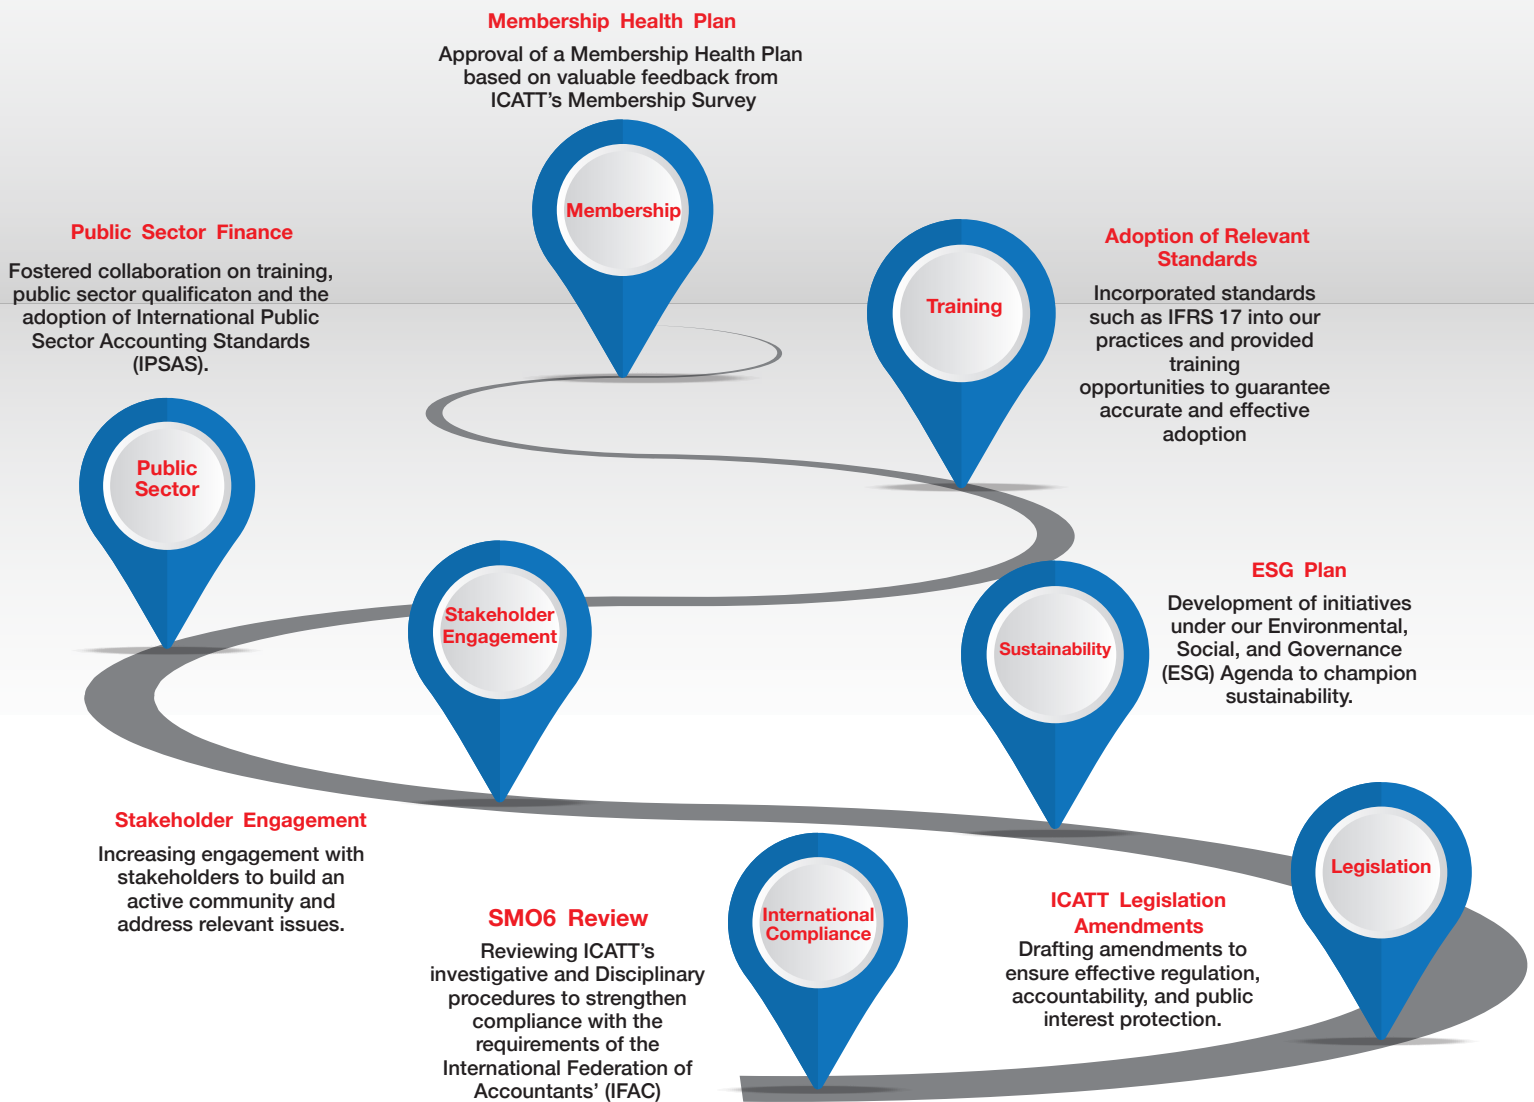 Membership Health Plan
Approval of a Membership Health Plan
based on valuable feedback from
ICATT’s Membership Survey
Membership
Public Sector Finance
Fostered collaboration on training,
public sector qualificaton and the
adoption of International Public
Sector Accounting Standards
(IPSAS).
Public
Sector
Adoption of Relevant
Standards
Incorporated standards
such as IFRS 17 into our
practices and provided
training
opportunities to guarantee
accurate and effective
adoption
Training
Stakeholder
Engagement
Stakeholder Engagement
Increasing engagement with
stakeholders to build an
active community and
address relevant issues.
ESG Plan
Development of initiatives
under our Environmental,
Social, and Governance
(ESG) Agenda to champion
sustainability.
Sustainability
SMO6 Review
Reviewing ICATT’s
investigative and Disciplinary
procedures to strengthen
compliance with the
requirements of the
International Federation of
Accountants’ (IFAC)
International
Compliance
ICATT Legislation
Amendments
Drafting amendments to
ensure effective regulation,
accountability, and public
interest protection.
Legislation